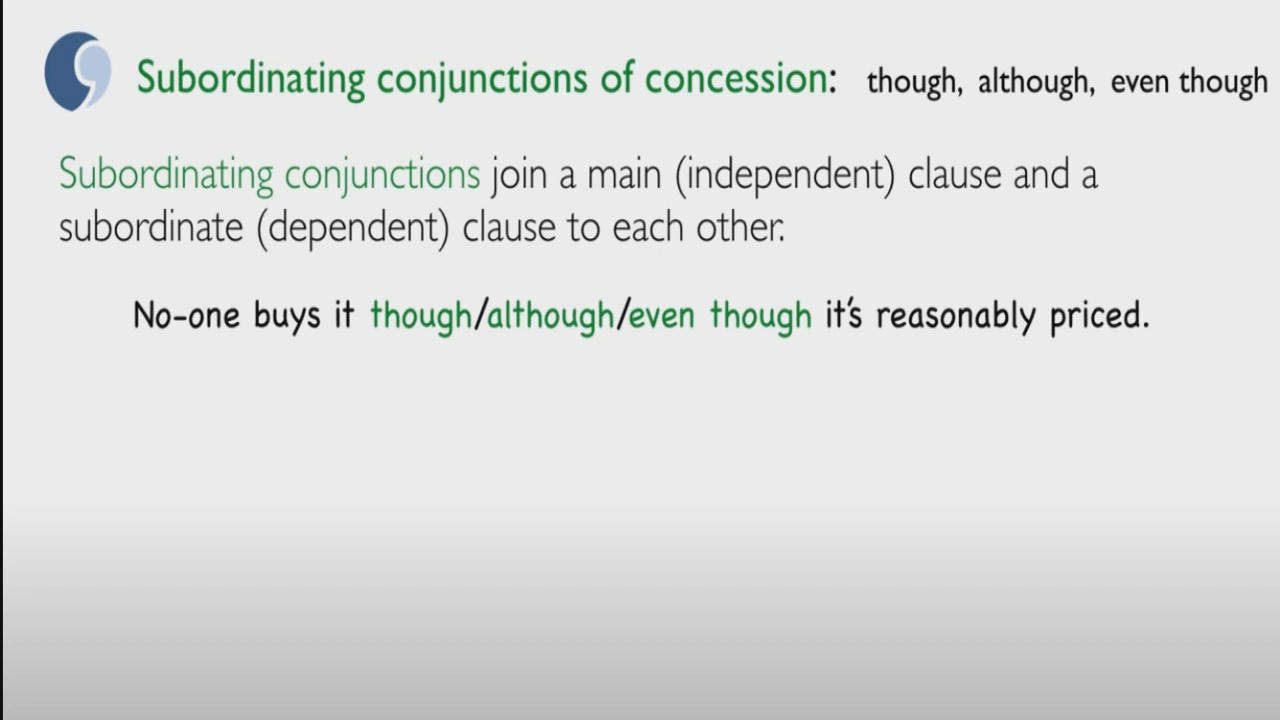 Subordinating conjunctions of concession: though, although, even though
Subordinating conjunctions join a main (independent) clause and a
subordinate (dependent) clause to each other.
No-one buys it though/although/even though it's reasonably priced.